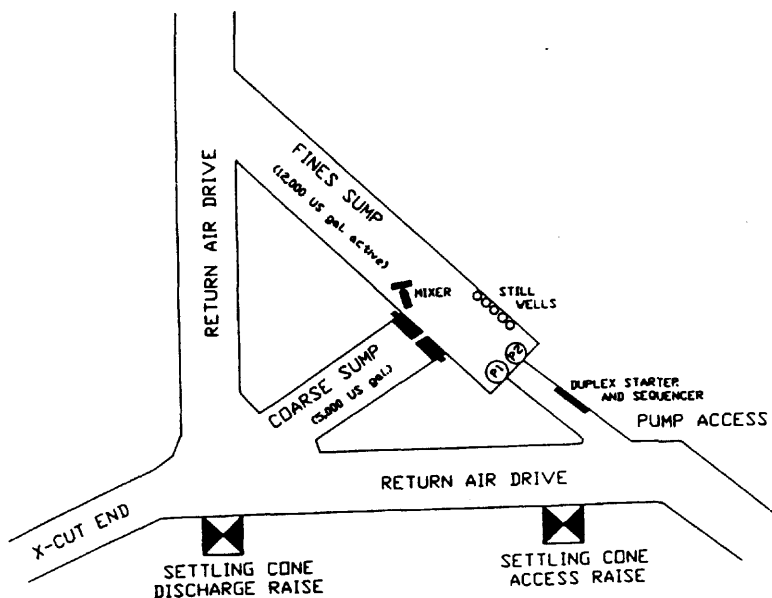 RETURN AIR DRIVE
FINES SUMP
(12,000 US gal. active)
MIXER
STILL
WELLS
P1
P2
COARSE SUMP
(5,000 US gal.)
DUPLEX STARTER
AND SEQUENCER
PUMP ACCESS
RETURN AIR DRIVE
X-CUT END
SETTLING CONE
DISCHARGE RAISE
SETTLING CONE
ACCESS RAISE